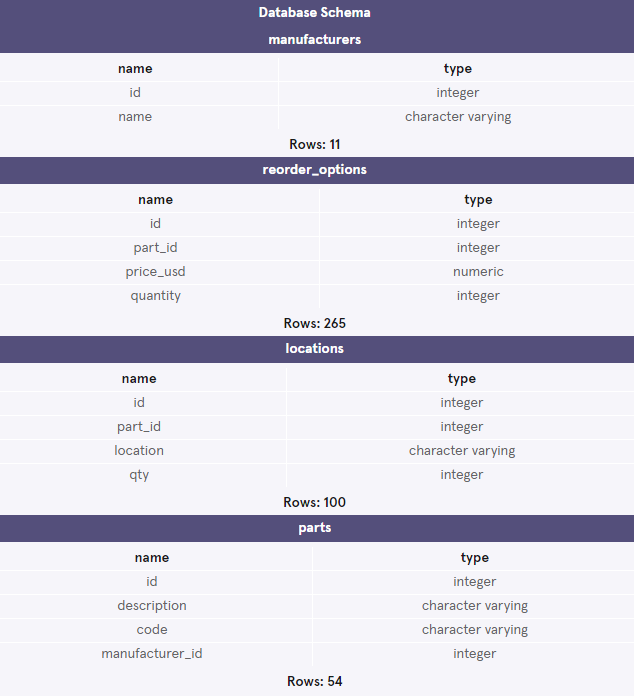 Database Schema
manufacturers
name type
id integer
name character varying
Rows: 11
reorder_options
name type
id integer
part_id integer
price_usd numeric
quantity integer
Rows: 265
locations
name type
id integer
part_id integer
location character varying
qty integer
Rows: 100
parts
name type
id integer
description character varying
code character varying
manufacturer_id integer
Rows: 54